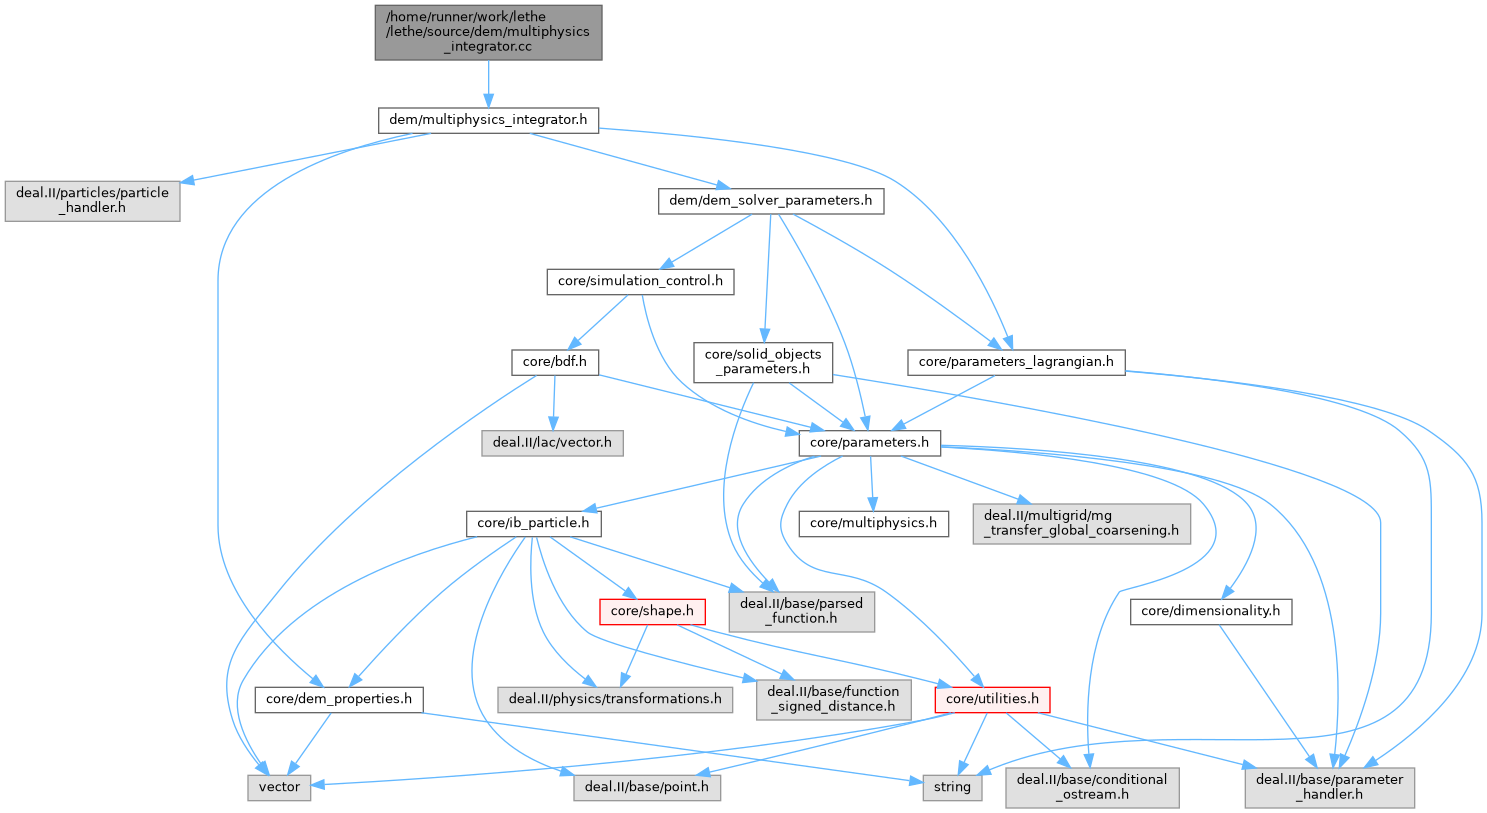 /home/runner/work/lethe
/lethe/source/dem/multiphysics
_integrator.cc
dem/multiphysics_integrator.h
deal.II/particles/particle
_handler.h
dem/dem_solver_parameters.h
core/simulation_control.h
core/bdf.h
core/solid_objects
_parameters.h
core/parameters_lagrangian.h
deal.II/lac/vector.h
core/parameters.h
core/ib_particle.h
core/multiphysics.h
deal.II/multigrid/mg
_transfer_global_coarsening.h
core/shape.h
deal.II/base/parsed
_function.h
core/dimensionality.h
core/dem_properties.h
deal.II/physics/transformations.h
deal.II/base/function
_signed_distance.h
core/utilities.h
vector
deal.II/base/point.h
string
deal.II/base/conditional
_ostream.h
deal.II/base/parameter
_handler.h